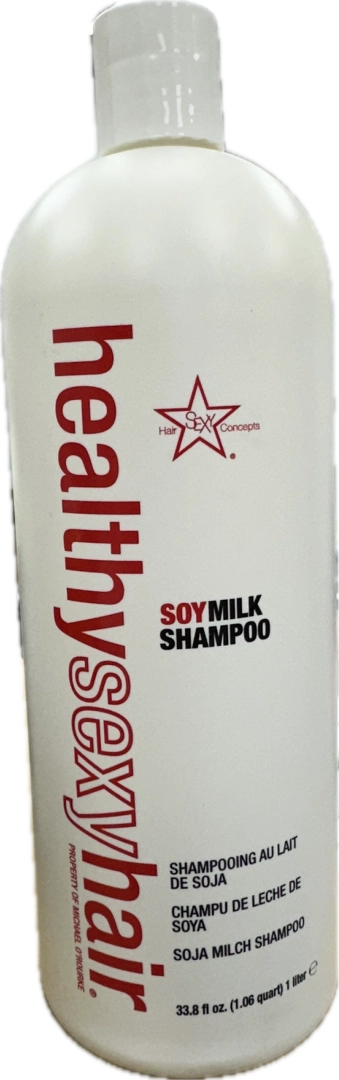 healthysexyhair®
PROPERTY OF MICHAEL O'ROURKE
Hair SEXY Concepts ®
SOYMILK
SHAMPOO
SHAMPOOING AU LAIT
DE SOJA
CHAMPU DE LECHE DE
SOYA
SOJA MILCH SHAMPOO
33.8 fl oz. (1.06 quart) 1 liter ℮